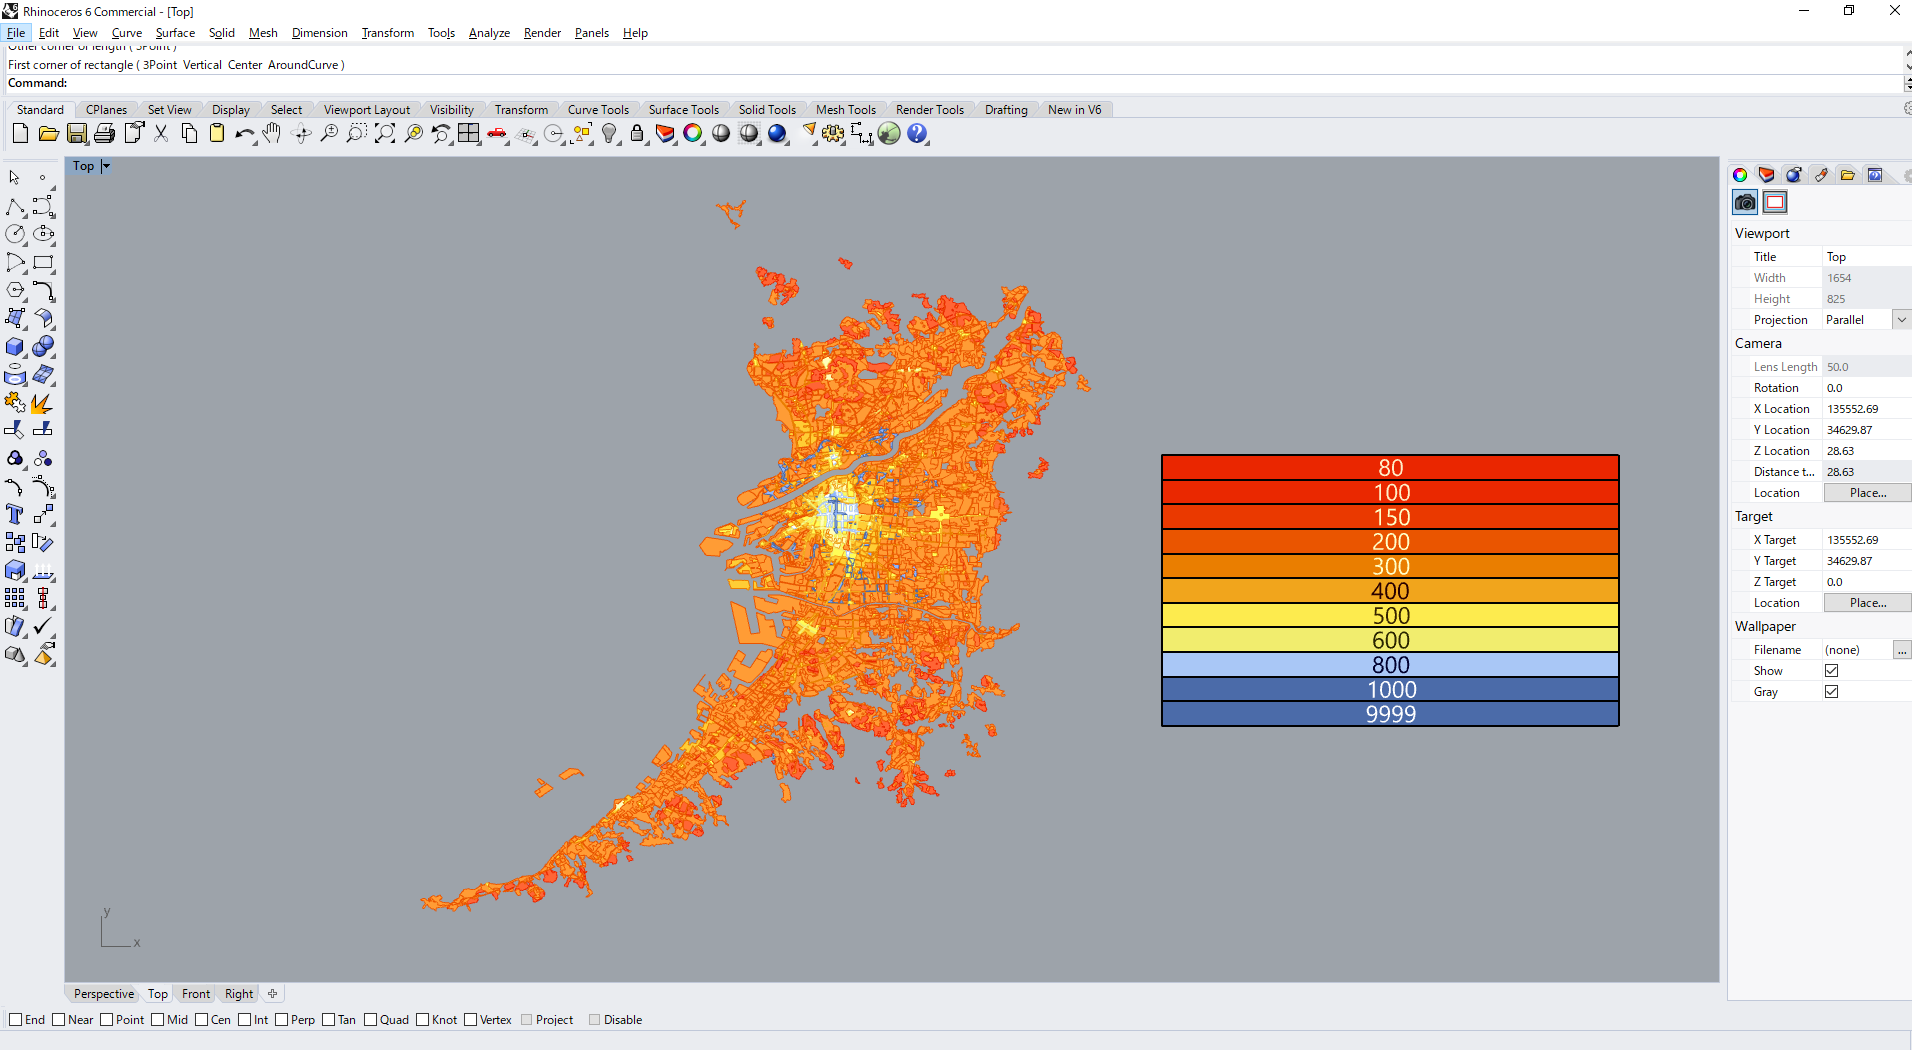 Rhinoceros 6 Commercial - [Top]
File Edit View Curve Surface Solid Mesh Dimension Transform Tools Analyze Render Panels Help
Other corner or length ( 3Point )
First corner of rectangle ( 3Point Vertical Center AroundCurve )
Command:
Standard CPlanes Set View Display Select Viewport Layout Visibility Transform Curve Tools Surface Tools Solid Tools Mesh Tools Render Tools Drafting New in V6
Top
80
100
150
200
300
400
500
600
800
1000
9999
y
x
Viewport
Title Top
Width 1654
Height 825
Projection Parallel
Camera
Lens Length 50.0
Rotation 0.0
X Location 135552.69
Y Location 34629.87
Z Location 28.63
Distance t... 28.63
Location Place...
Target
X Target 135552.69
Y Target 34629.87
Z Target 0.0
Location Place...
Wallpaper
Filename (none) ...
Show
Gray
Perspective Top Front Right
End Near Point Mid Cen Int Perp Tan Quad Knot Vertex Project Disable